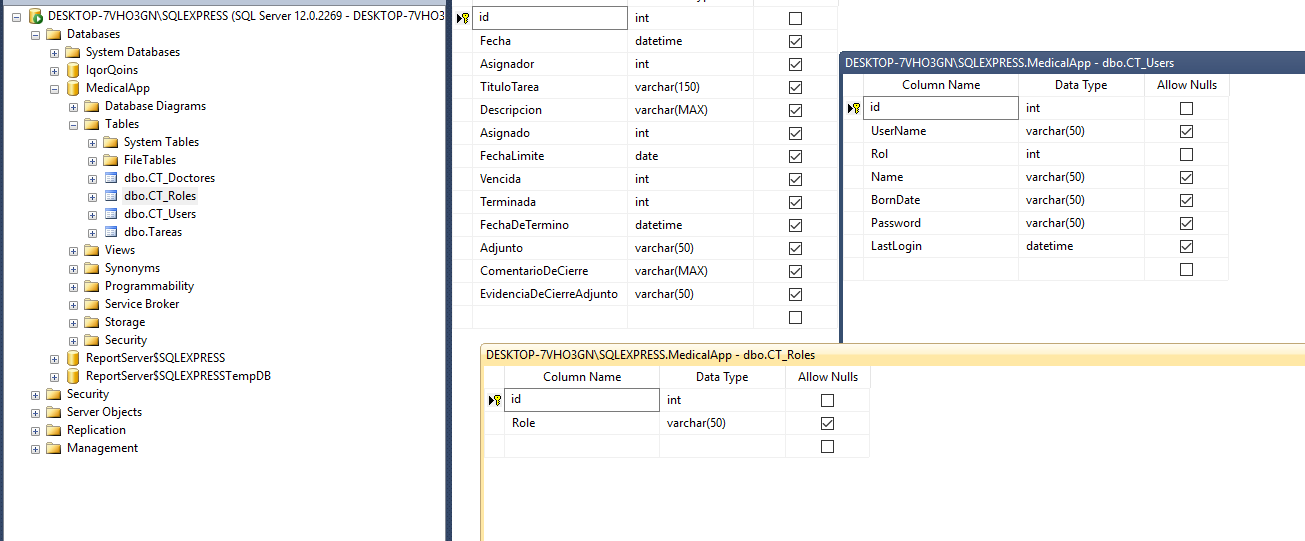 DESKTOP-7VHO3GN\SQLEXPRESS (SQL Server 12.0.2269 - DESKTOP-7VHO3
Databases
System Databases
IqorQoins
MedicalApp
Database Diagrams
Tables
System Tables
FileTables
dbo.CT_Doctores
dbo.CT_Roles
dbo.CT_Users
dbo.Tareas
Views
Synonyms
Programmability
Service Broker
Storage
Security
ReportServer$SQLEXPRESS
ReportServer$SQLEXPRESSTempDB
Security
Server Objects
Replication
Management
id int
Fecha datetime
Asignador int
TituloTarea varchar(150)
Descripcion varchar(MAX)
Asignado int
FechaLimite date
Vencida int
Terminada int
FechaDeTermino datetime
Adjunto varchar(50)
ComentarioDeCierre varchar(MAX)
EvidenciaDeCierreAdjunto varchar(50)
DESKTOP-7VHO3GN\SQLEXPRESS.MedicalApp - dbo.CT_Users
Column Name Data Type Allow Nulls
id int
UserName varchar(50)
Rol int
Name varchar(50)
BornDate varchar(50)
Password varchar(50)
LastLogin datetime
DESKTOP-7VHO3GN\SQLEXPRESS.MedicalApp - dbo.CT_Roles
Column Name Data Type Allow Nulls
id int
Role varchar(50)